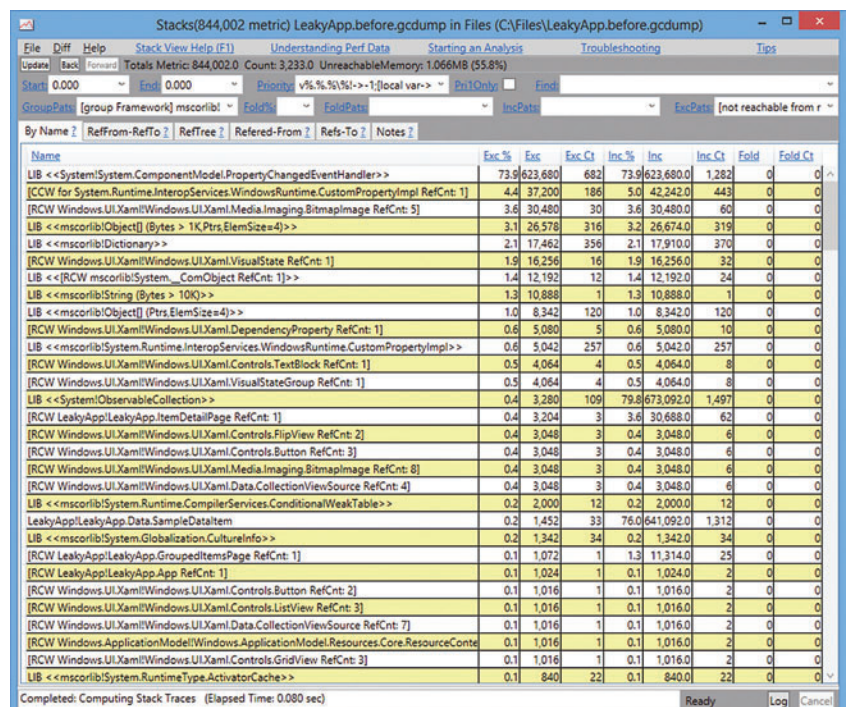 Stacks(844,002 metric) LeakyApp.before.gcdump in Files (C:\Files\LeakyApp.before.gcdump)
File Diff Help Stack View Help (F1) Understanding Perf Data Starting an Analysis Troubleshooting Tips
Update Back Forward Totals Metric: 844,002.0 Count: 3,233.0 UnreachableMemory: 1.066MB (55.8%)
Start: 0.000 End: 0.000 Priority: v%.%.%\%!->-1;[local var-> Pri1Only: Find:
GroupPats: [group Framework] mscorlib! Fold%: FoldPats: IncPats: ExcPats: [not reachable from r
By Name ? RefFrom-RefTo ? RefTree ? Refered-From ? Refs-To ? Notes ?
Name Exc % Exc Exc Ct Inc % Inc Inc Ct Fold Fold Ct
LIB <<System!System.ComponentModel.PropertyChangedEventHandler>> 73.9 623,680 682 73.9 623,680.0 1,282 0 0
[CCW for System.Runtime.InteropServices.WindowsRuntime.CustomPropertyImpl RefCnt: 1] 4.4 37,200 186 5.0 42,242.0 443 0 0
[RCW Windows.UI.Xaml!Windows.UI.Xaml.Media.Imaging.BitmapImage RefCnt: 5] 3.6 30,480 30 3.6 30,480.0 60 0 0
LIB <<mscorlib!Object[] (Bytes > 1K,Ptrs,ElemSize=4)>> 3.1 26,578 316 3.2 26,674.0 319 0 0
LIB <<mscorlib!Dictionary>> 2.1 17,462 356 2.1 17,910.0 370 0 0
[RCW Windows.UI.Xaml!Windows.UI.Xaml.VisualState RefCnt: 1] 1.9 16,256 16 1.9 16,256.0 32 0 0
LIB <<[RCW mscorlib!System.__ComObject RefCnt: 1]>> 1.4 12,192 12 1.4 12,192.0 24 0 0
LIB <<mscorlib!String (Bytes > 10K)>> 1.3 10,888 1 1.3 10,888.0 1 0 0
LIB <<mscorlib!Object[] (Ptrs,ElemSize=4)>> 1.0 8,342 120 1.0 8,342.0 120 0 0
[RCW Windows.UI.Xaml!Windows.UI.Xaml.DependencyProperty RefCnt: 1] 0.6 5,080 5 0.6 5,080.0 10 0 0
LIB <<mscorlib!System.Runtime.InteropServices.WindowsRuntime.CustomPropertyImpl>> 0.6 5,042 257 0.6 5,042.0 257 0 0
[RCW Windows.UI.Xaml!Windows.UI.Xaml.Controls.TextBlock RefCnt: 1] 0.5 4,064 4 0.5 4,064.0 8 0 0
[RCW Windows.UI.Xaml!Windows.UI.Xaml.VisualStateGroup RefCnt: 1] 0.5 4,064 4 0.5 4,064.0 8 0 0
LIB <<System!ObservableCollection>> 0.4 3,280 109 79.8 673,092.0 1,497 0 0
[RCW LeakyApp!LeakyApp.ItemDetailPage RefCnt: 1] 0.4 3,204 3 3.6 30,688.0 62 0 0
[RCW Windows.UI.Xaml!Windows.UI.Xaml.Controls.FlipView RefCnt: 2] 0.4 3,048 3 0.4 3,048.0 6 0 0
[RCW Windows.UI.Xaml!Windows.UI.Xaml.Controls.Button RefCnt: 3] 0.4 3,048 3 0.4 3,048.0 6 0 0
[RCW Windows.UI.Xaml!Windows.UI.Xaml.Media.Imaging.BitmapImage RefCnt: 8] 0.4 3,048 3 0.4 3,048.0 6 0 0
[RCW Windows.UI.Xaml!Windows.UI.Xaml.Data.CollectionViewSource RefCnt: 4] 0.4 3,048 3 0.4 3,048.0 6 0 0
LIB <<mscorlib!System.Runtime.CompilerServices.ConditionalWeakTable>> 0.2 2,000 12 0.2 2,000.0 12 0 0
LeakyApp!LeakyApp.Data.SampleDataItem 0.2 1,452 33 76.0 641,092.0 1,312 0 0
LIB <<mscorlib!System.Globalization.CultureInfo>> 0.2 1,342 34 0.2 1,342.0 34 0 0
[RCW LeakyApp!LeakyApp.GroupedItemsPage RefCnt: 1] 0.1 1,072 1 1.3 11,314.0 25 0 0
[RCW LeakyApp!LeakyApp.App RefCnt: 1] 0.1 1,024 1 0.1 1,024.0 2 0 0
[RCW Windows.UI.Xaml!Windows.UI.Xaml.Controls.Button RefCnt: 2] 0.1 1,016 1 0.1 1,016.0 2 0 0
[RCW Windows.UI.Xaml!Windows.UI.Xaml.Controls.ListView RefCnt: 3] 0.1 1,016 1 0.1 1,016.0 2 0 0
[RCW Windows.UI.Xaml!Windows.UI.Xaml.Data.CollectionViewSource RefCnt: 7] 0.1 1,016 1 0.1 1,016.0 2 0 0
[RCW Windows.ApplicationModel!Windows.ApplicationModel.Resources.Core.ResourceConte 0.1 1,016 1 0.1 1,016.0 2 0 0
[RCW Windows.UI.Xaml!Windows.UI.Xaml.Controls.GridView RefCnt: 3] 0.1 1,016 1 0.1 1,016.0 2 0 0
LIB <<mscorlib!System.RuntimeType.ActivatorCache>> 0.1 840 22 0.1 840.0 22 0 0
Completed: Computing Stack Traces (Elapsed Time: 0.080 sec) Ready Log Cancel